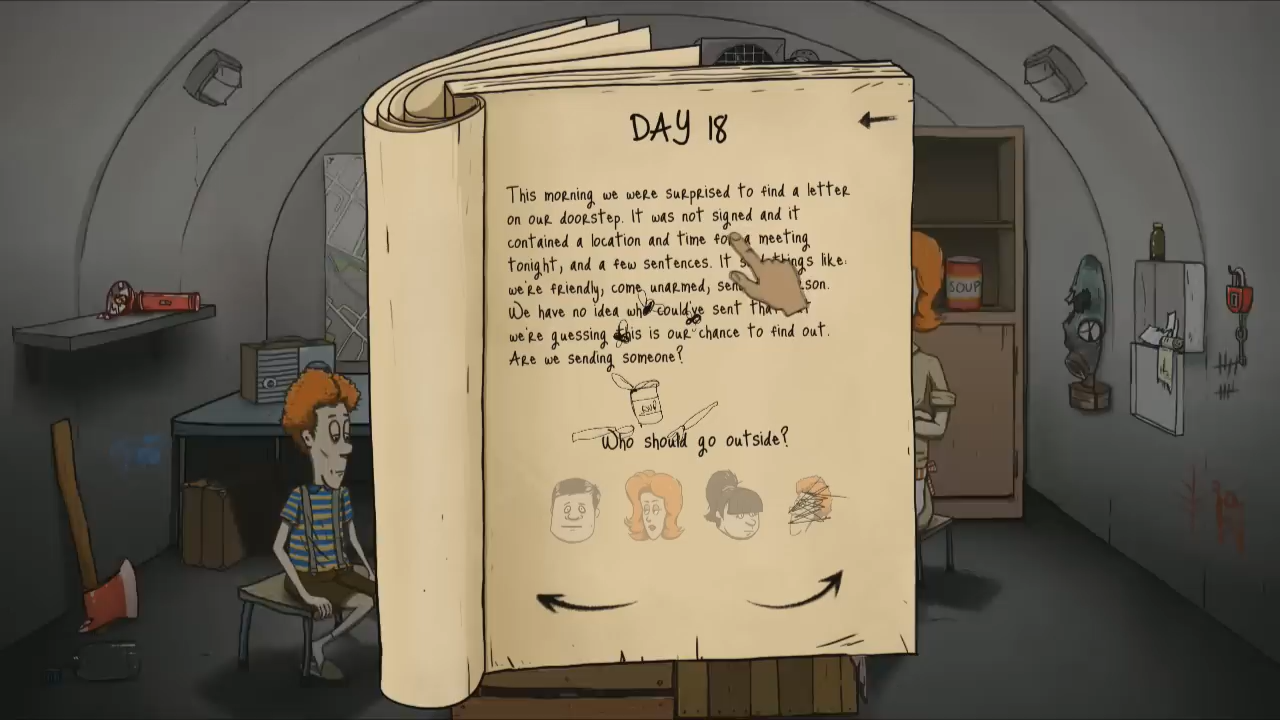 DAY 18
This morning we were surprised to find a letter
on our doorstep. It was not signed and it
contained a location and time for a meeting
tonight, and a few sentences. It things like:
we're friendly, come unarmed,
We have no idea who could've sent
we're guessing this is our chance to find out.
Are we sending someone?
SOUP
Who should go outside?
SOUP